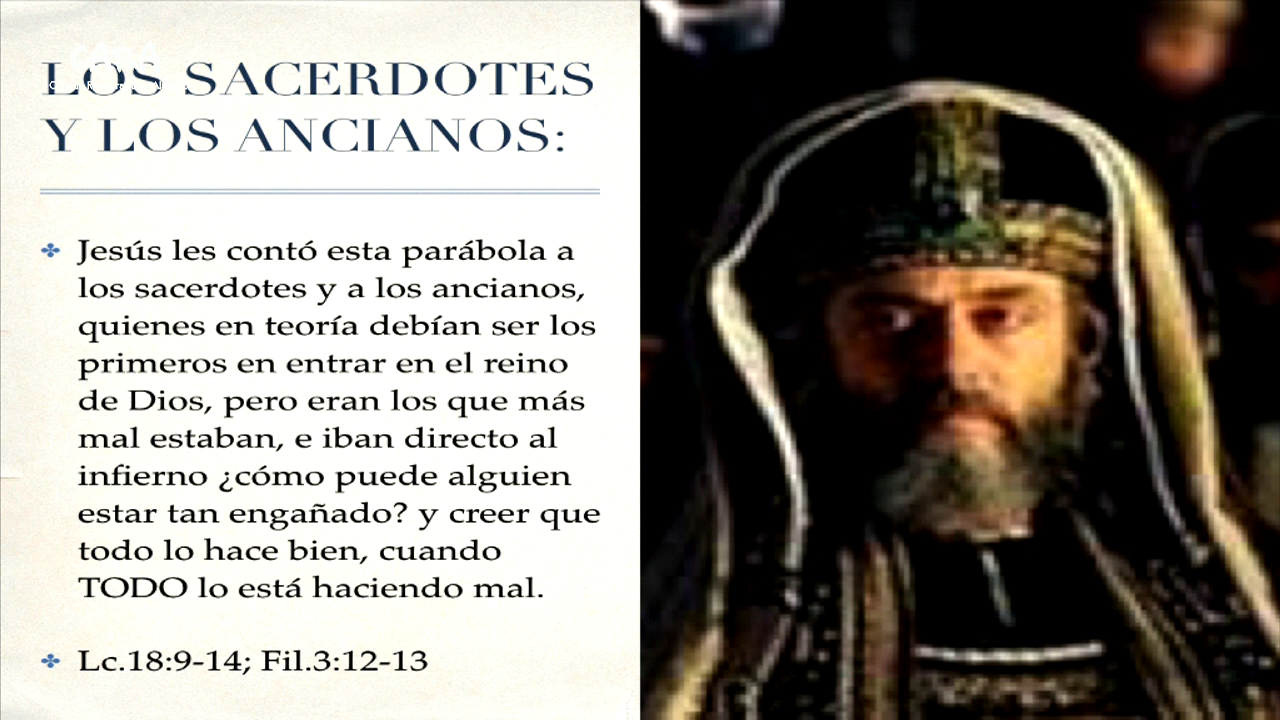 LOS SACERDOTES
Y LOS ANCIANOS:
Jesús les contó esta parábola a
los sacerdotes y a los ancianos,
quienes en teoría debían ser los
primeros en entrar en el reino
de Dios, pero eran los que más
mal estaban, e iban directo al
infierno ¿cómo puede alguien
estar tan engañado? y creer que
todo lo hace bien, cuando
TODO lo está haciendo mal.
Lc.18:9-14; Fil.3:12-13